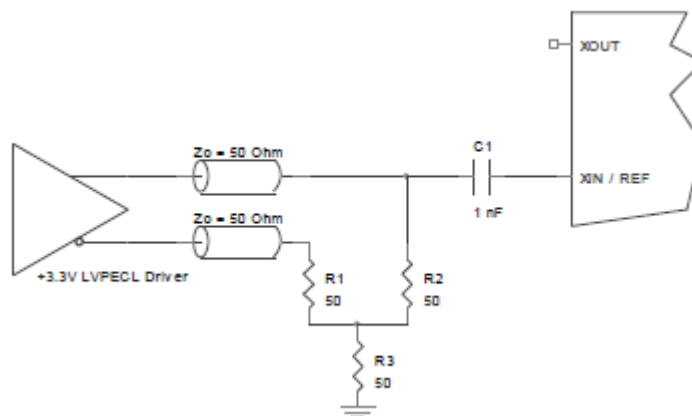 XOUT
Zo = 50 Ohm
C1
XIN / REF
1 nF
Zo = 50 Ohm
+3.3V LVPECL Driver
R1
50
R2
50
R3
50